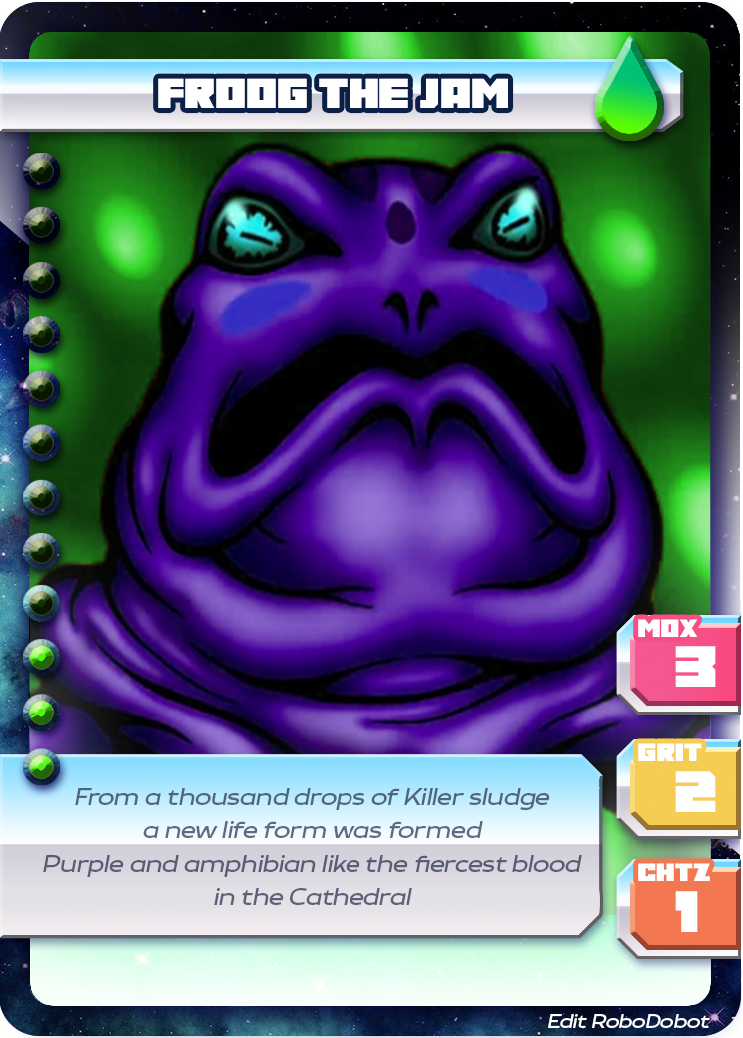 FROOG THE JAM
MOX
3
GRIT
2
CHTZ
1
From a thousand drops of Killer sludge
a new life form was formed
Purple and amphibian like the fiercest blood
in the Cathedral
Edit RoboDobot